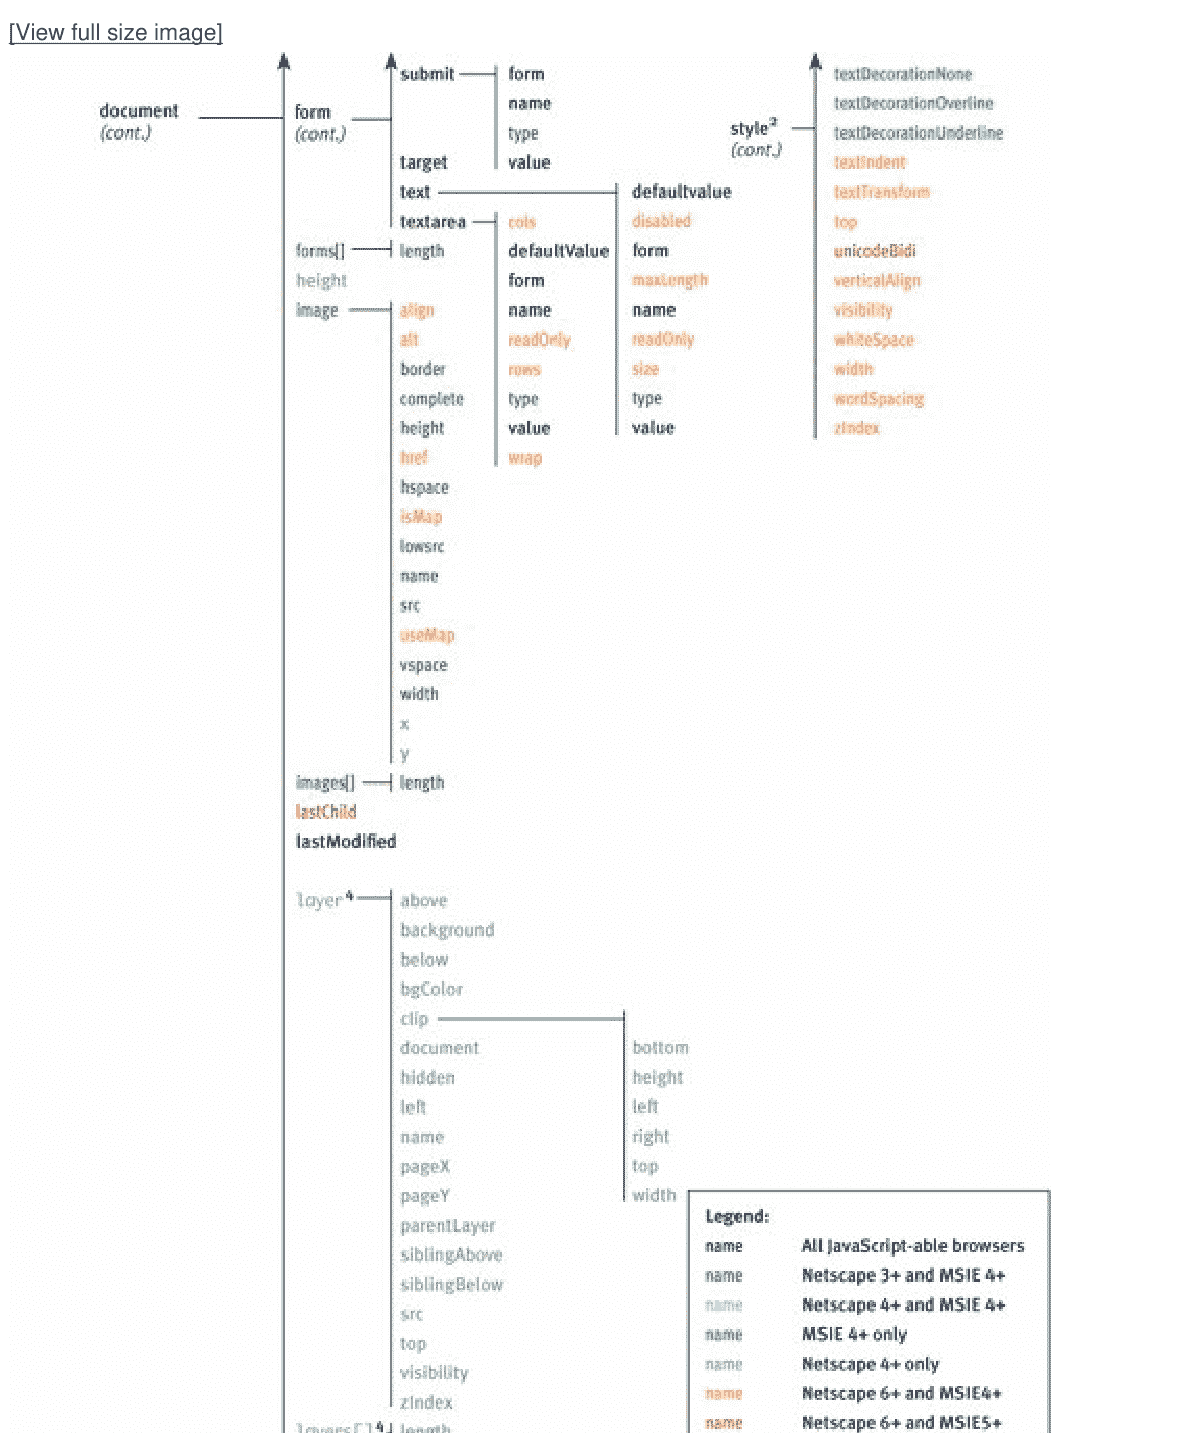 [View full size image]
document
(cont.)
form
(cont.)
submit
form
name
type
value
target
text
defaultvalue
disabled
form
maxLength
name
readOnly
size
type
value
textarea
cols
defaultValue
form
name
readOnly
rows
type
value
wrap
style²
(cont.)
textDecorationNone
textDecorationOverline
textDecorationUnderline
textIndent
textTransform
top
unicodeBidi
verticalAlign
visibility
whiteSpace
width
wordSpacing
zIndex
forms[]
length
height
image
align
alt
border
complete
height
href
hspace
isMap
lowsrc
name
src
useMap
vspace
width
x
y
images[]
length
lastChild
lastModified
layer⁴
above
background
below
bgColor
clip
bottom
height
left
right
top
width
document
hidden
left
name
pageX
pageY
parentLayer
siblingAbove
siblingBelow
src
top
visibility
zIndex
layers[]⁴
length
Legend:
name All JavaScript-able browsers
name Netscape 3+ and MSIE 4+
name Netscape 4+ and MSIE 4+
name MSIE 4+ only
name Netscape 4+ only
name Netscape 6+ and MSIE4+
name Netscape 6+ and MSIE5+